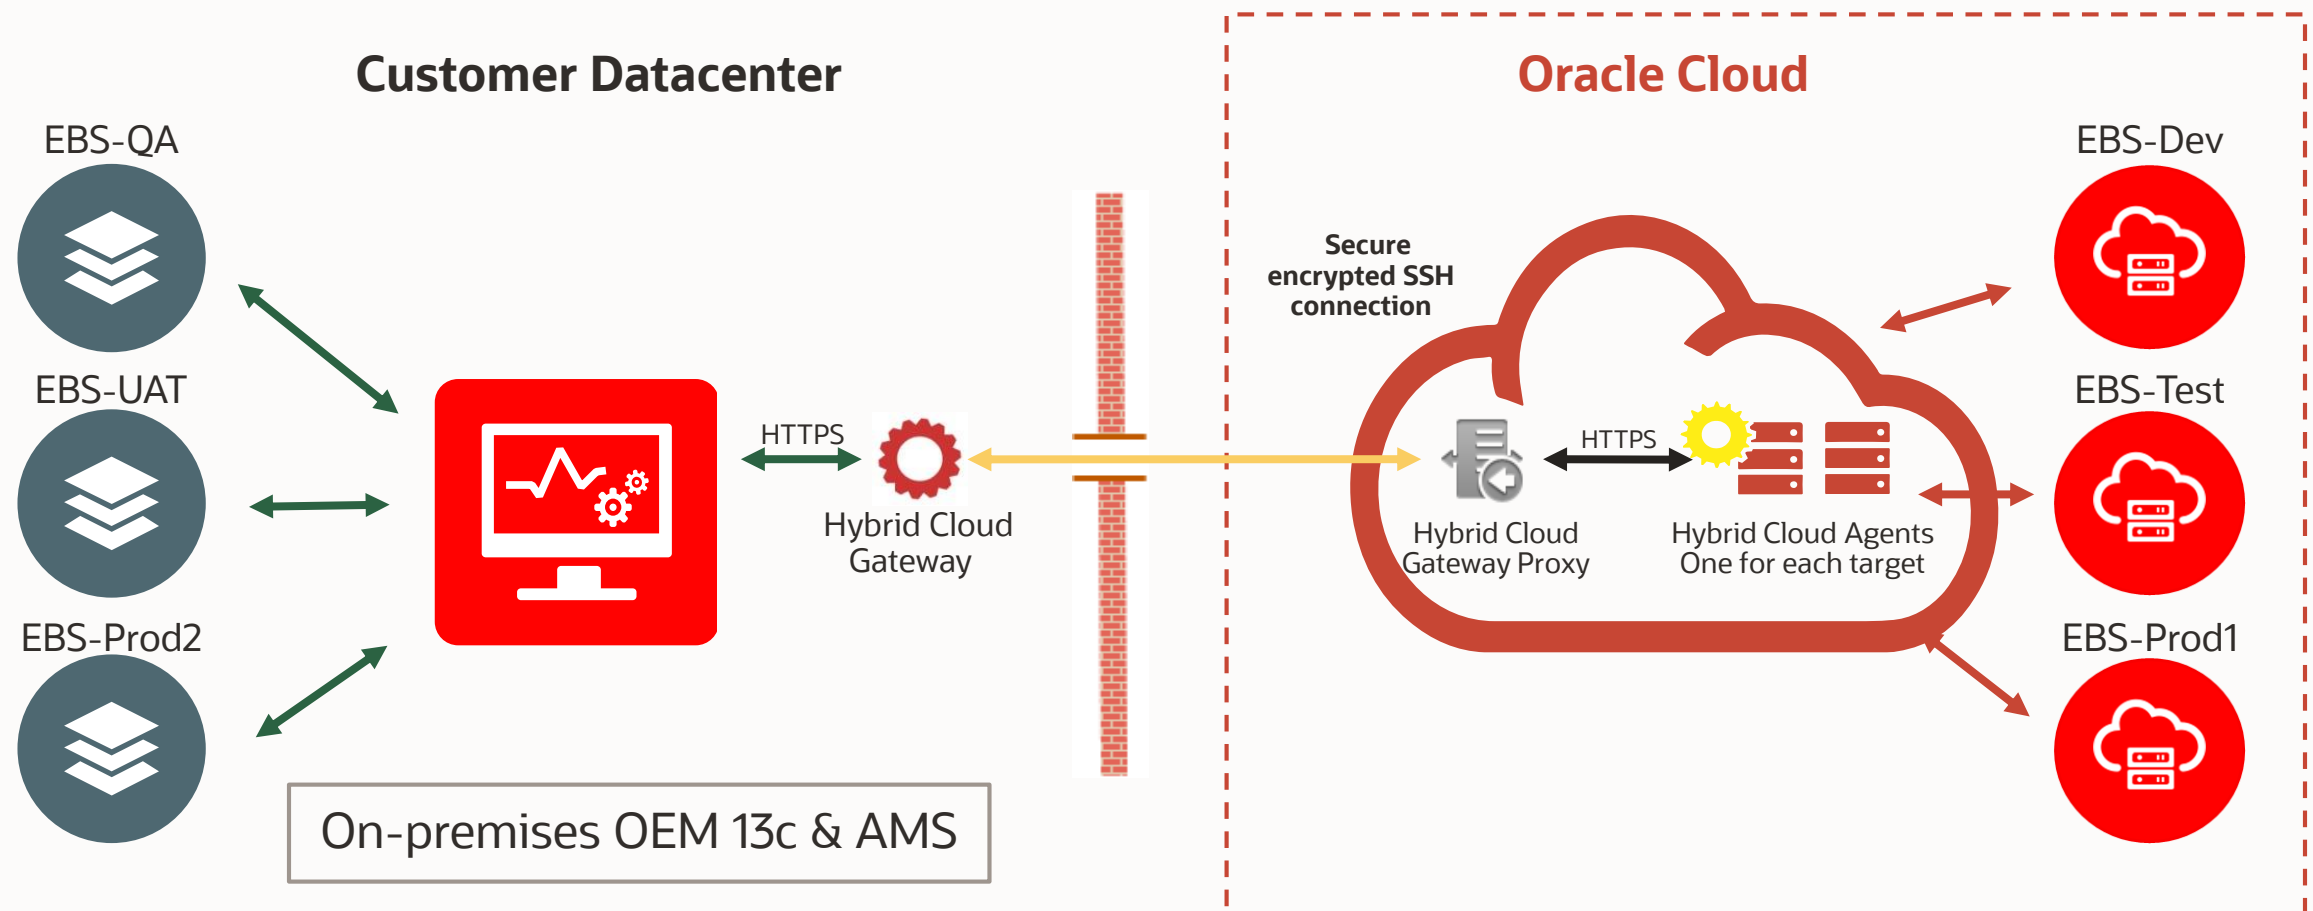 Customer Datacenter
Oracle Cloud
EBS-QA
EBS-UAT
EBS-Prod2
HTTPS
Hybrid Cloud
Gateway
On-premises OEM 13c & AMS
Secure
encrypted SSH
connection
Hybrid Cloud
Gateway Proxy
HTTPS
Hybrid Cloud Agents
One for each target
EBS-Dev
EBS-Test
EBS-Prod1